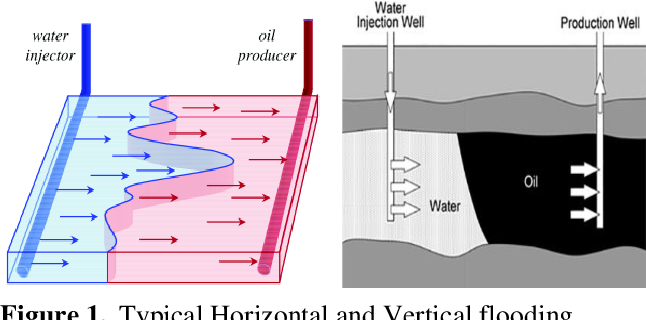 water
injector
oil
producer
Water
Injection Well
Production Well
Oil
Water
Figure 1. Typical Horizontal and Vertical flooding